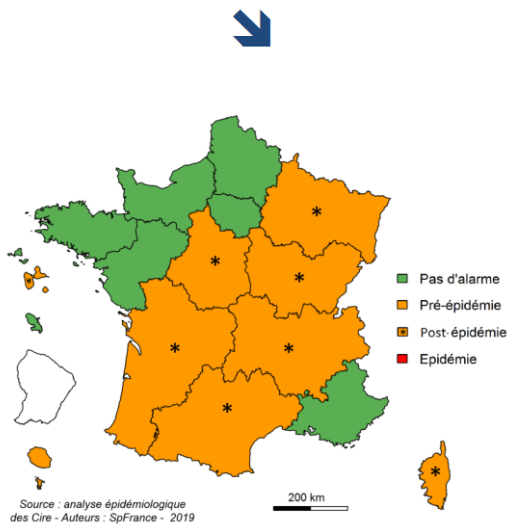 Pas d'alarme
Pré-épidémie
Post-épidémie
Epidémie
200 km
Source : analyse épidémiologique
des Cire - Auteurs : SpFrance - 2019